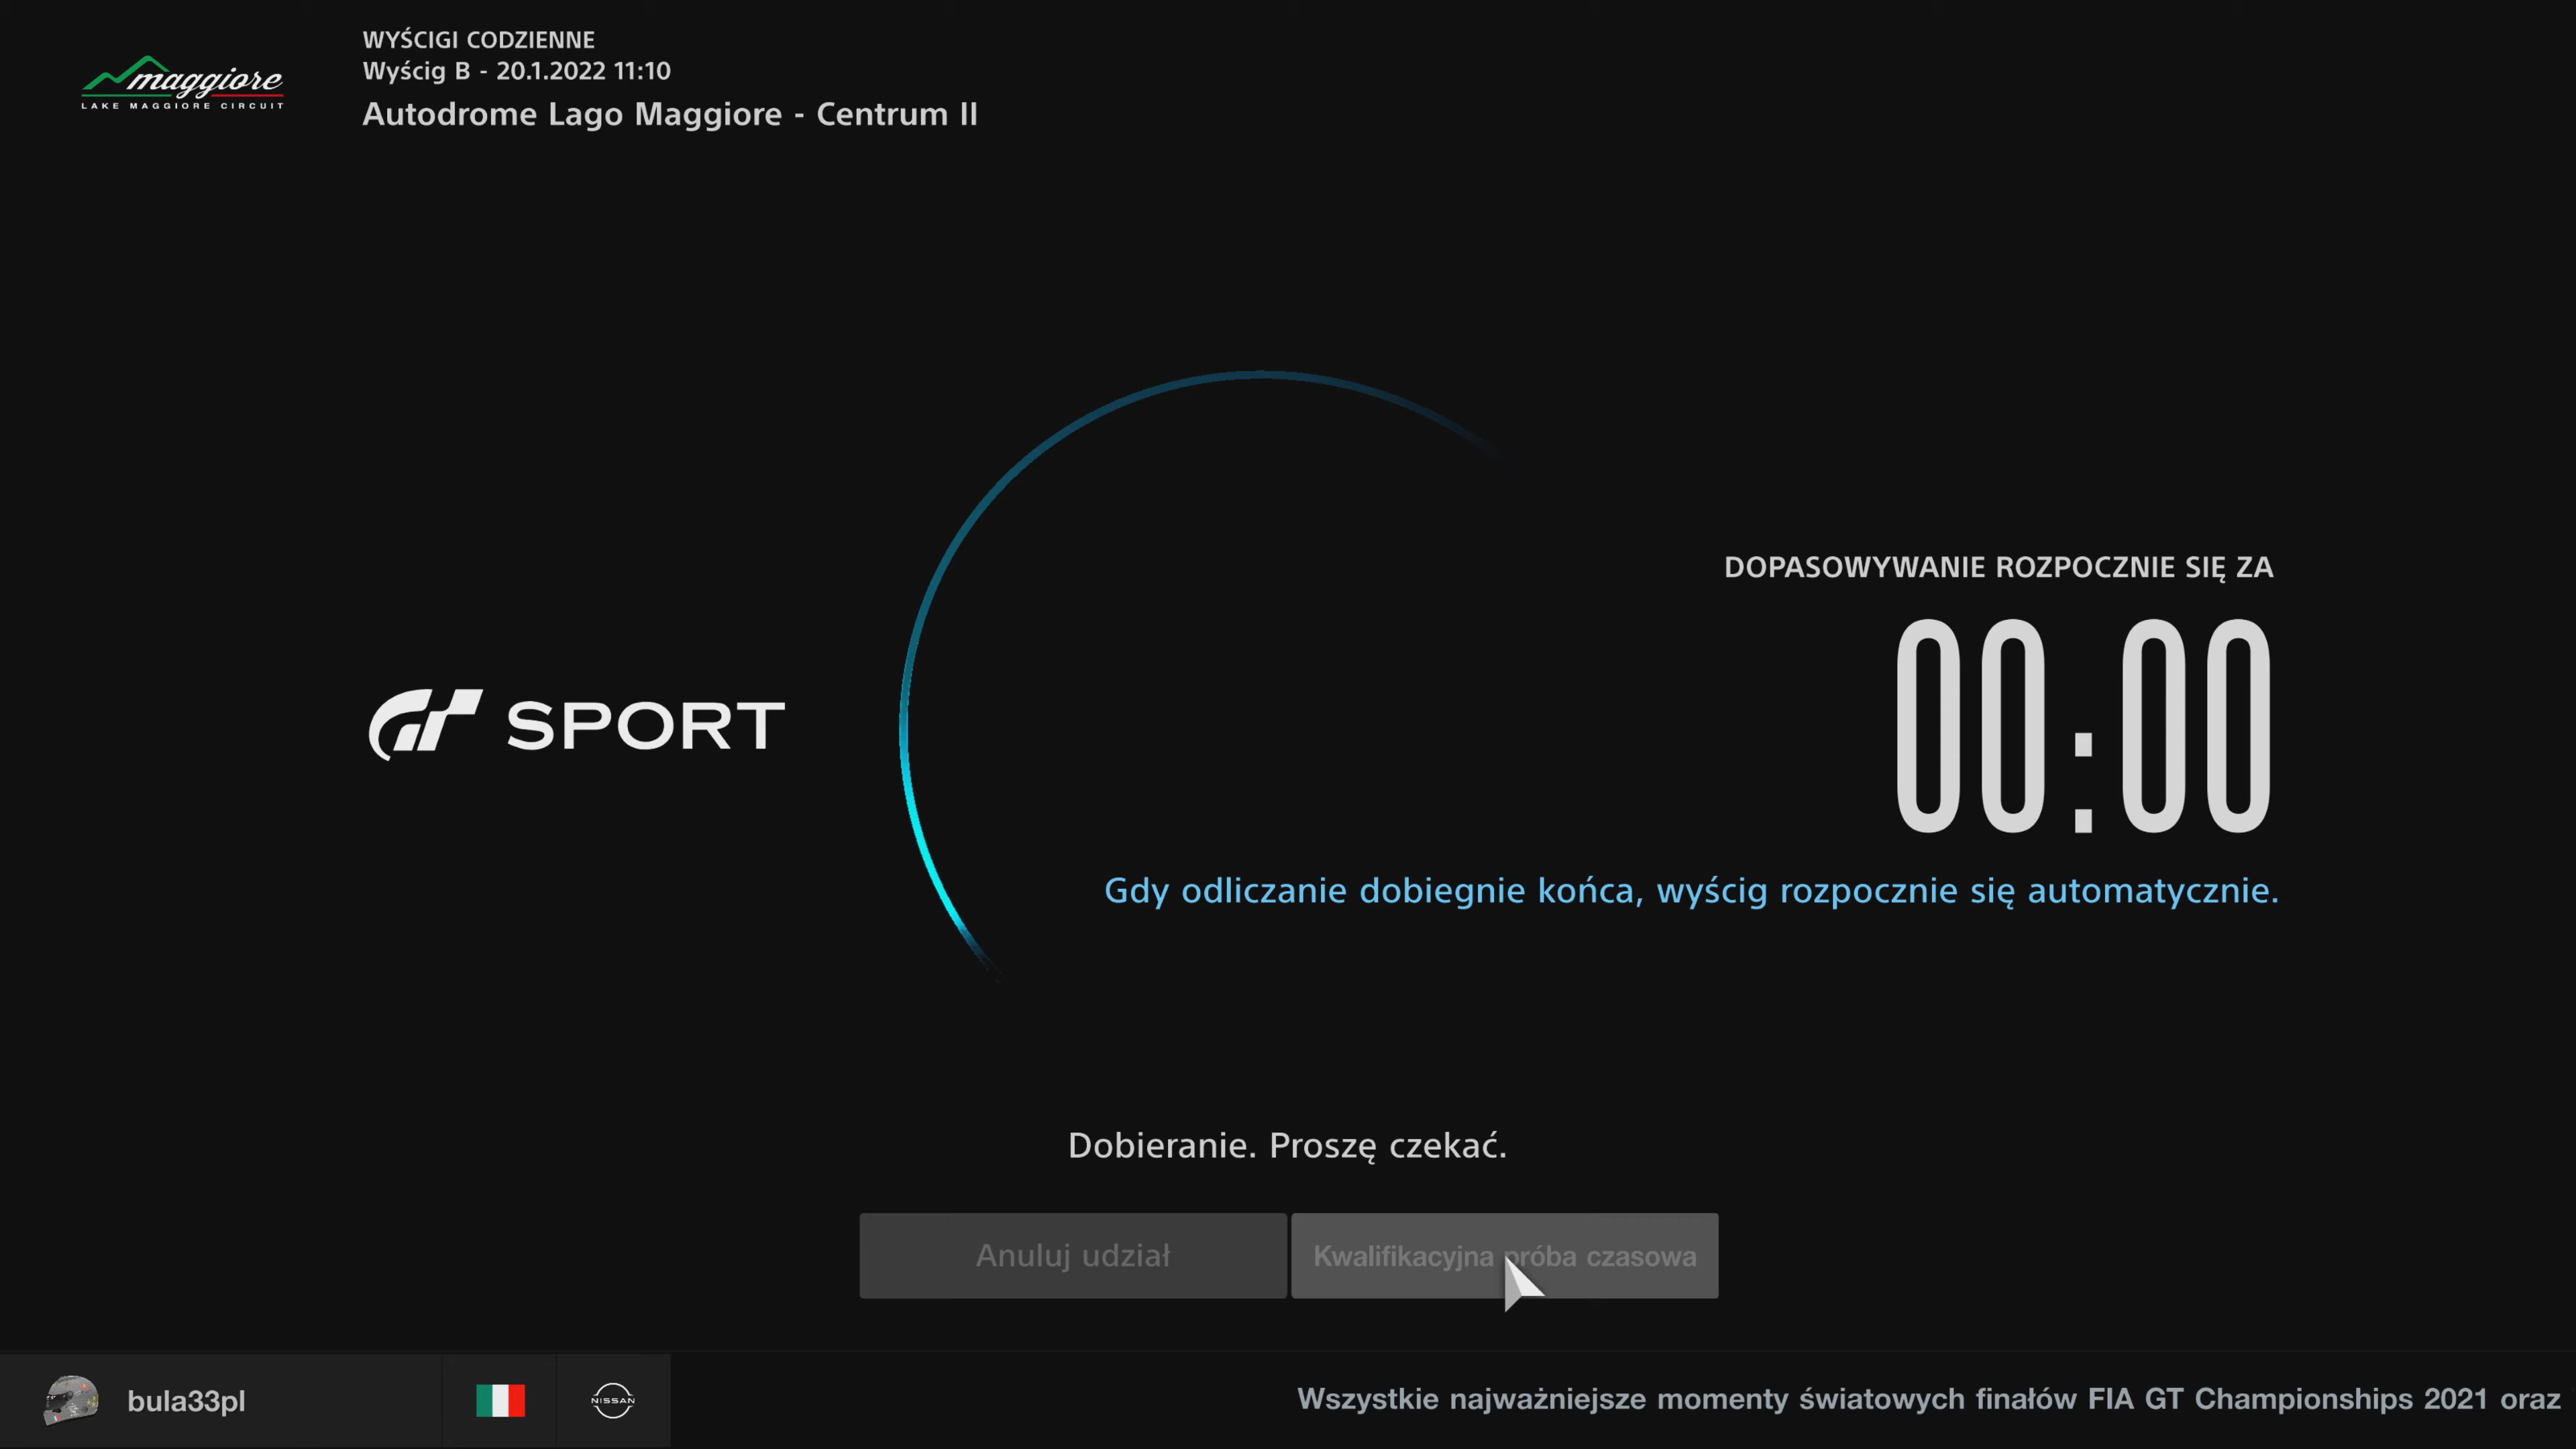 maggiore
LAKE MAGGIORE CIRCUIT
WYŚCIGI CODZIENNE
Wyścig B - 20.1.2022 11:10
Autodrome Lago Maggiore - Centrum II
GT SPORT
DOPASOWYWANIE ROZPOCZNIE SIĘ ZA
00:00
Gdy odliczanie dobiegnie końca, wyścig rozpocznie się automatycznie.
Dobieranie. Proszę czekać.
Anuluj udział
Kwalifikacyjna próba czasowa
bula33pl
NISSAN
Wszystkie najważniejsze momenty światowych finałów FIA GT Championships 2021 oraz